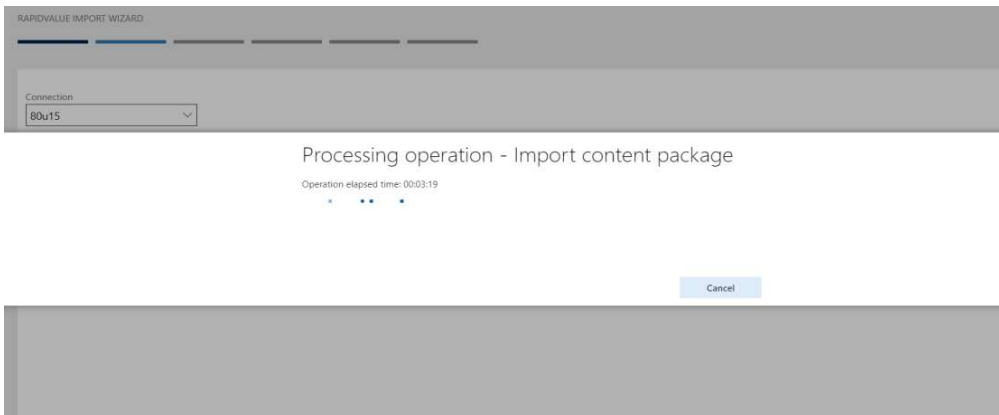 RAPIDVALUE IMPORT WIZARD
Connection
80u15
Processing operation - Import content package
Operation elapsed time: 00:03:19
Cancel